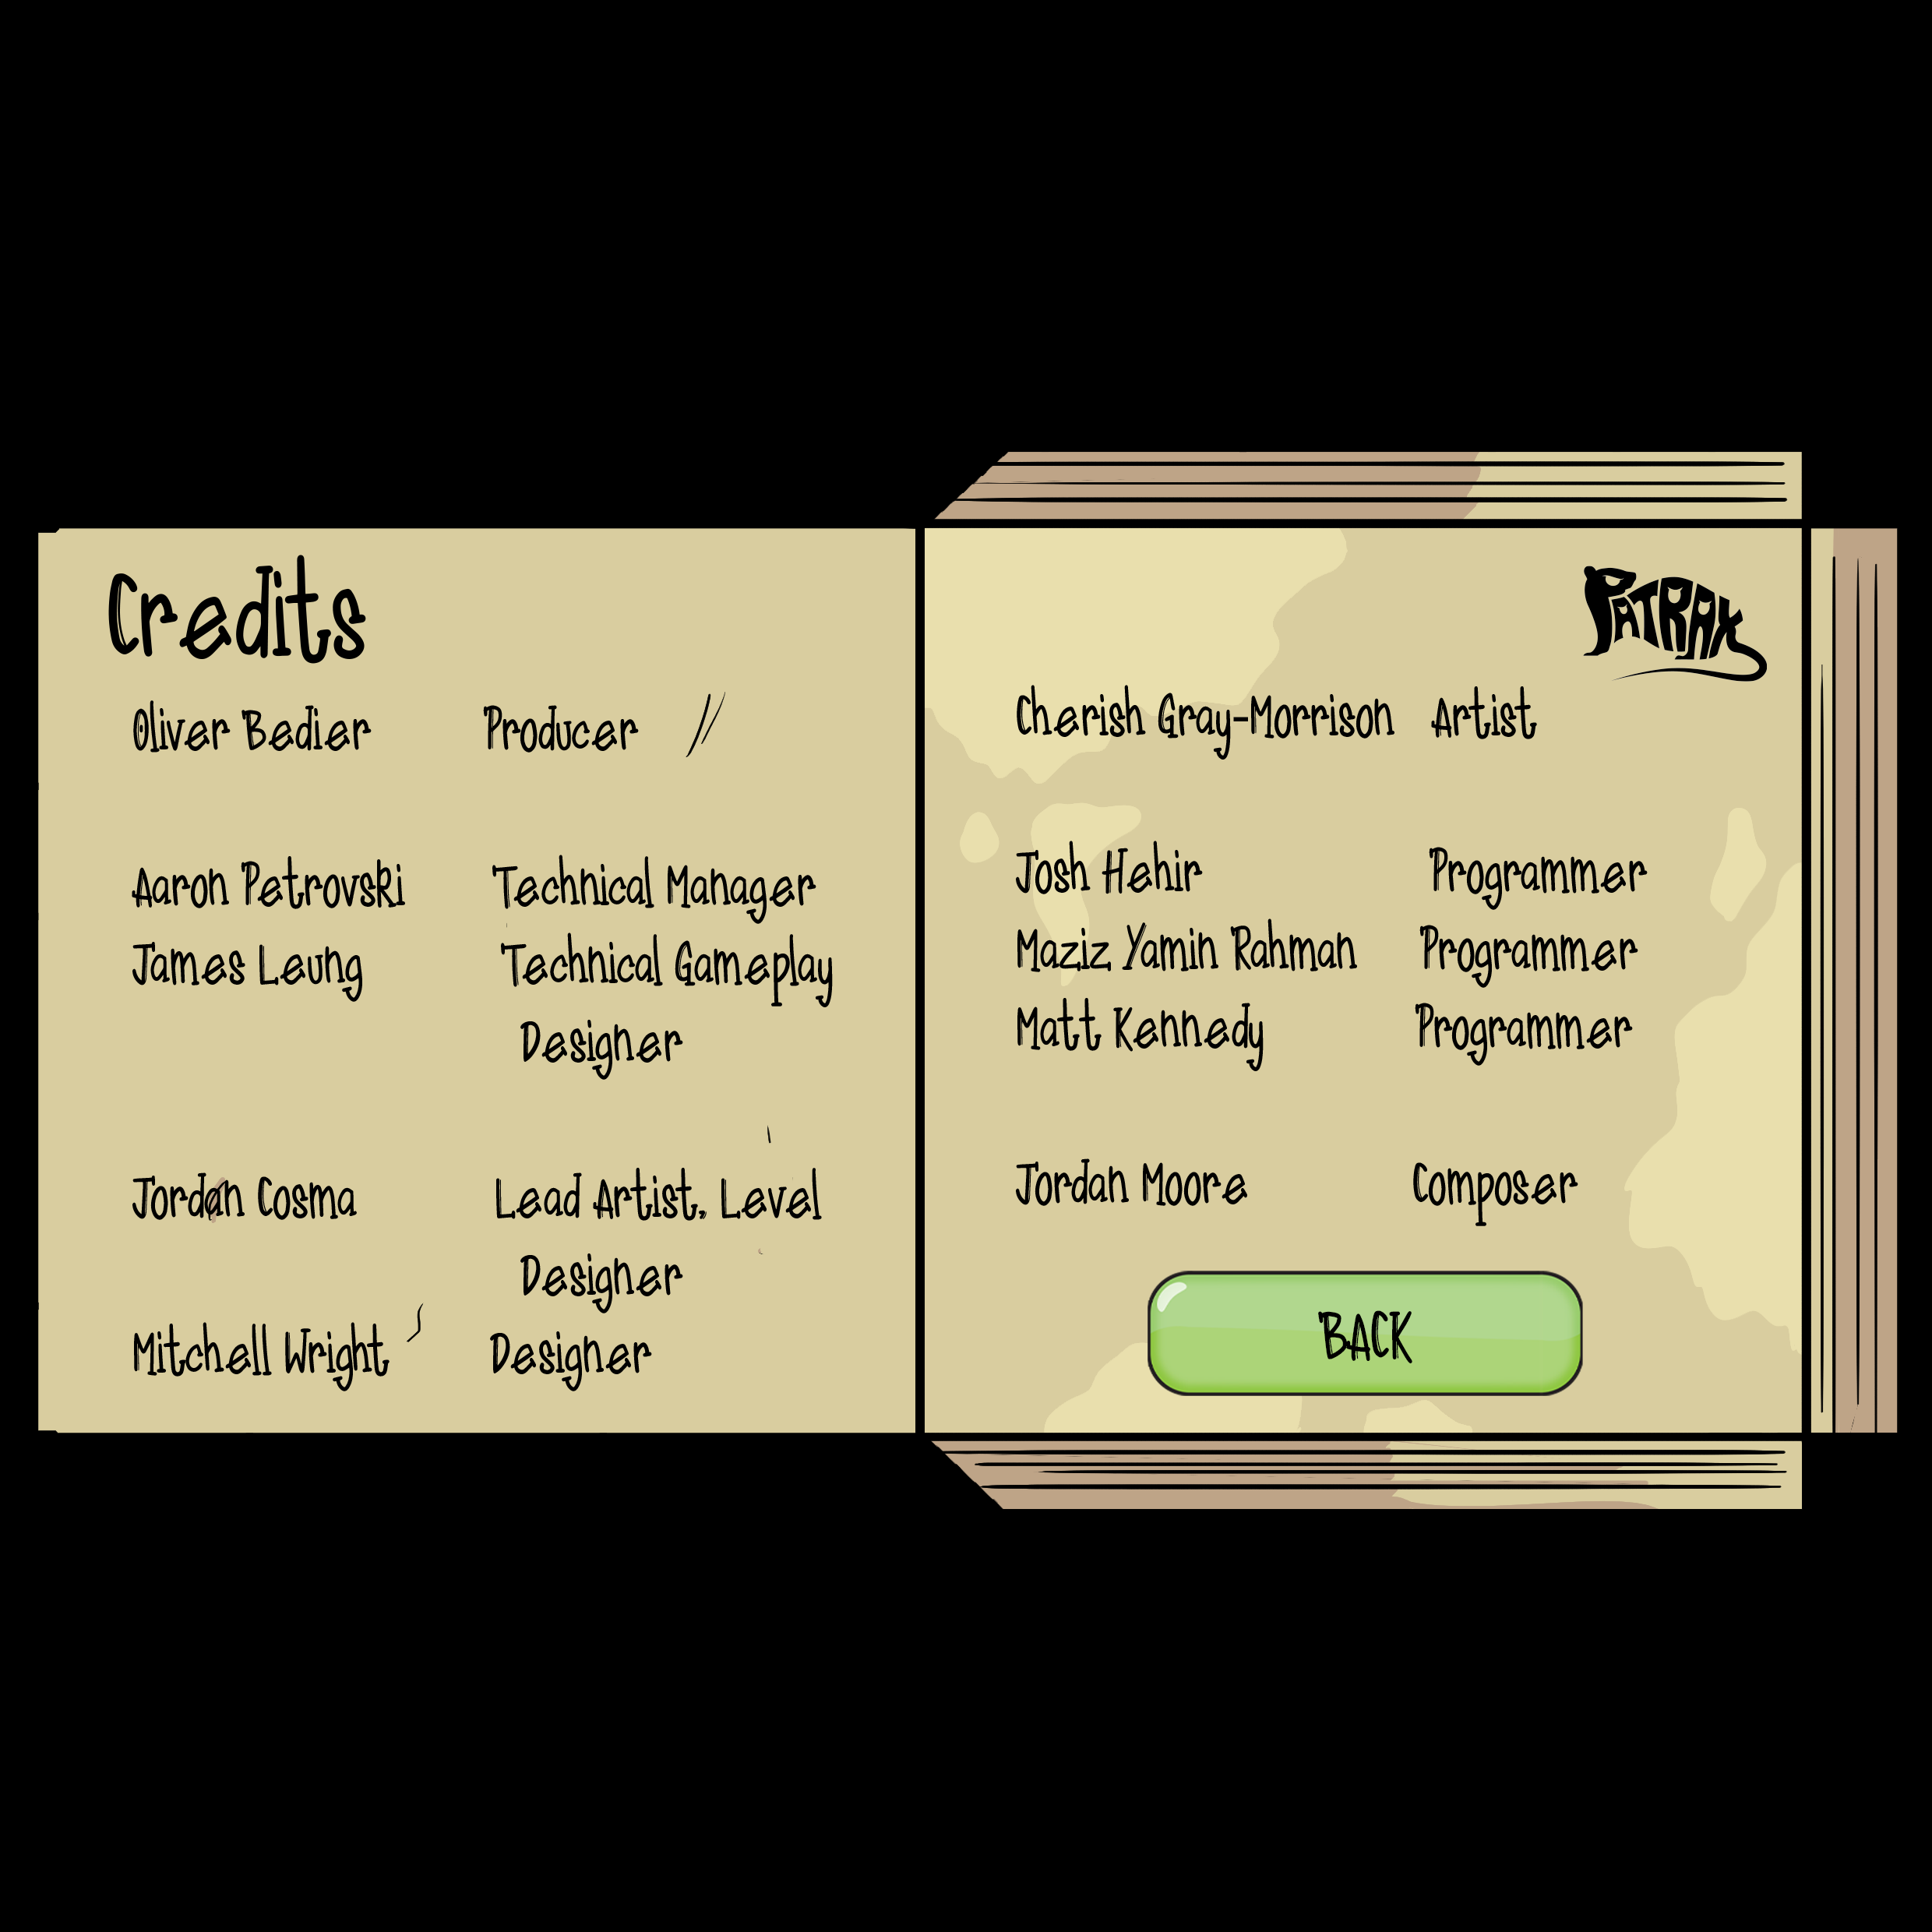 Credits
Oliver Bedier Producer
Aaron Petrovski Technical Manager
James Leung Technical Gameplay
Designer
Jordan Cosma Lead Artist, Level
Designer
Mitchell Wright Designer
PATRAX
Cherish Gray-Morrison Artist
Josh Hehir Programmer
Maziz Yamin Rahman Programmer
Matt Kennedy Programmer
Jordan Moore Composer
BACK